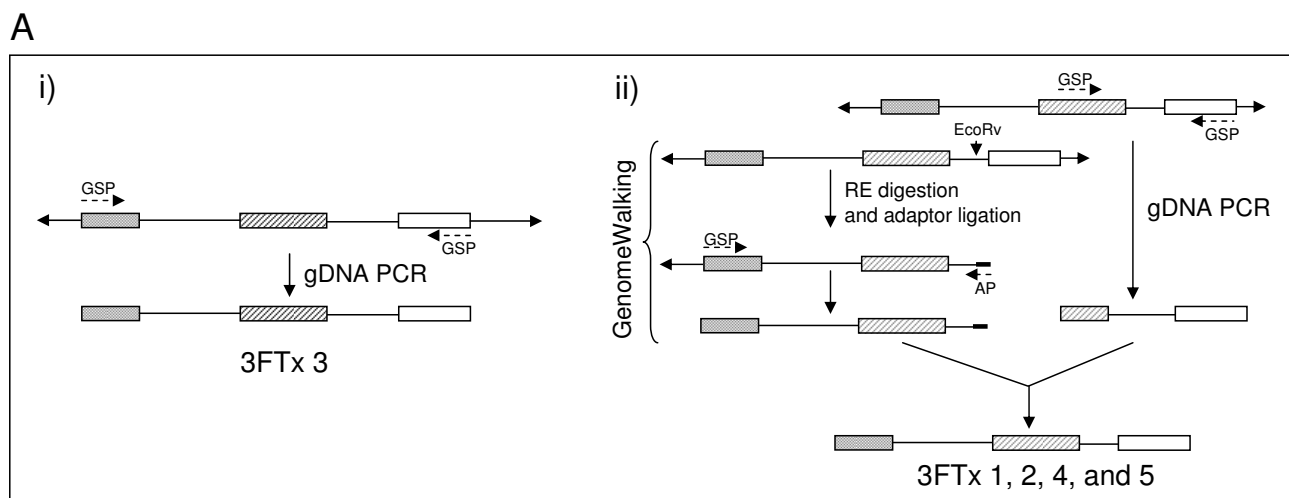 A
i)
GSP
GSP
gDNA PCR
3FTx 3
ii)
GSP
GSP
EcoRv
GenomeWalking
RE digestion
and adaptor ligation
gDNA PCR
GSP
AP
3FTx 1, 2, 4, and 5